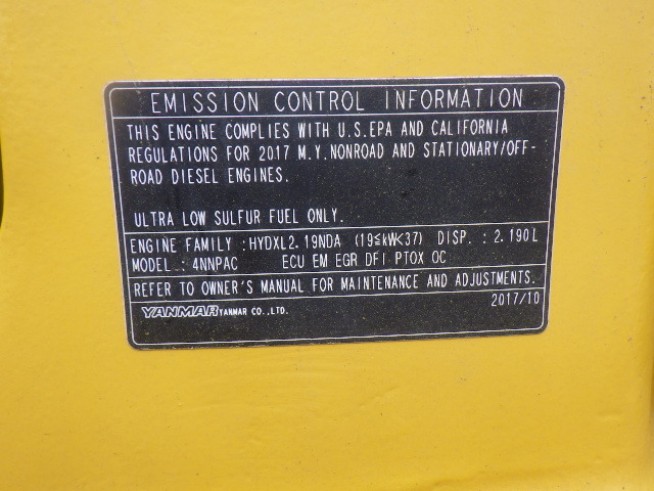 EMISSION CONTROL INFORMATION
THIS ENGINE COMPLIES WITH U.S.EPA AND CALIFORNIA
REGULATIONS FOR 2017 M.Y.NONROAD AND STATIONARY/OFF-
ROAD DIESEL ENGINES.
ULTRA LOW SULFUR FUEL ONLY.
ENGINE FAMILY :HYDXL2.19NDA (19≤kW<37) DISP. :2.190L
MODEL :4NNPAC ECU EM EGR DFI PTOX OC
REFER TO OWNER'S MANUAL FOR MAINTENANCE AND ADJUSTMENTS.
YANMAR YANMAR CO.,LTD. 2017/10